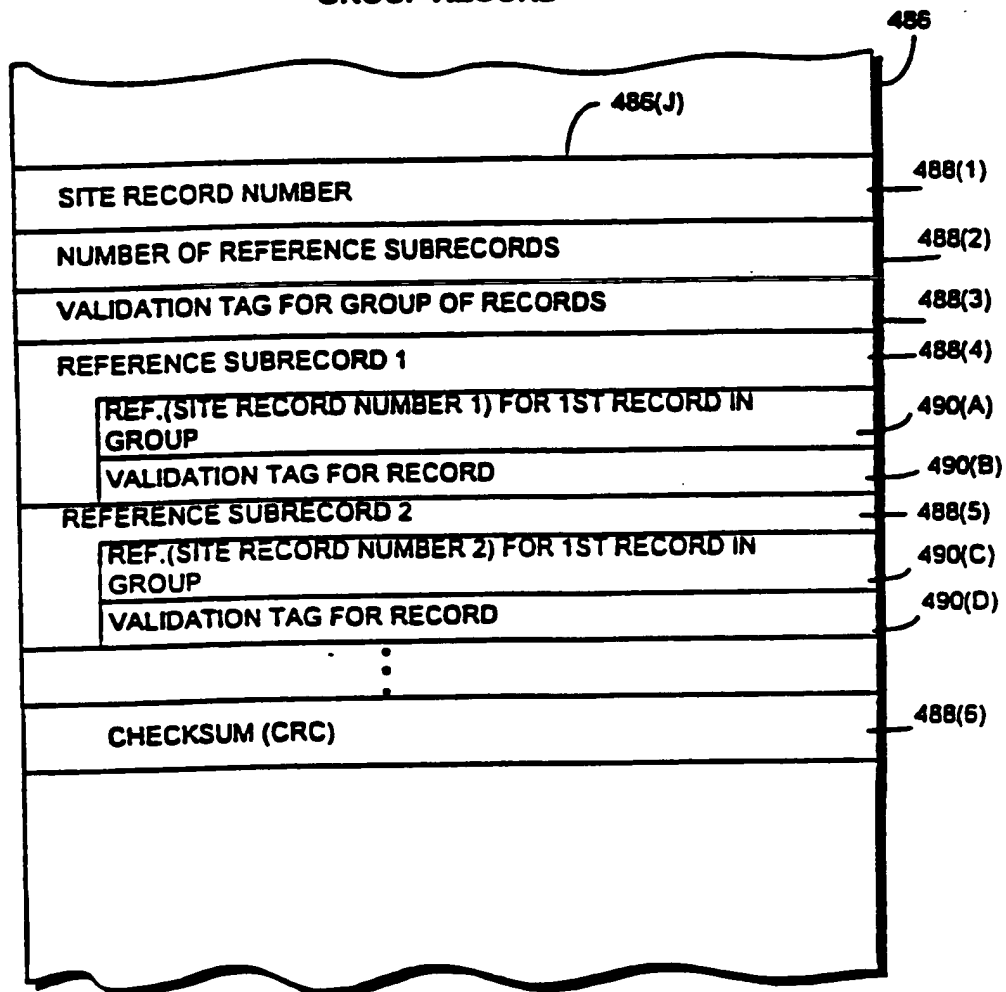 GROUP RECORD
486
486(J)
SITE RECORD NUMBER
488(1)
NUMBER OF REFERENCE SUBRECORDS
488(2)
VALIDATION TAG FOR GROUP OF RECORDS
488(3)
REFERENCE SUBRECORD 1
488(4)
REF.(SITE RECORD NUMBER 1) FOR 1ST RECORD IN
GROUP
490(A)
VALIDATION TAG FOR RECORD
490(B)
REFERENCE SUBRECORD 2
488(5)
REF.(SITE RECORD NUMBER 2) FOR 1ST RECORD IN
GROUP
490(C)
VALIDATION TAG FOR RECORD
490(D)
CHECKSUM (CRC)
488(6)